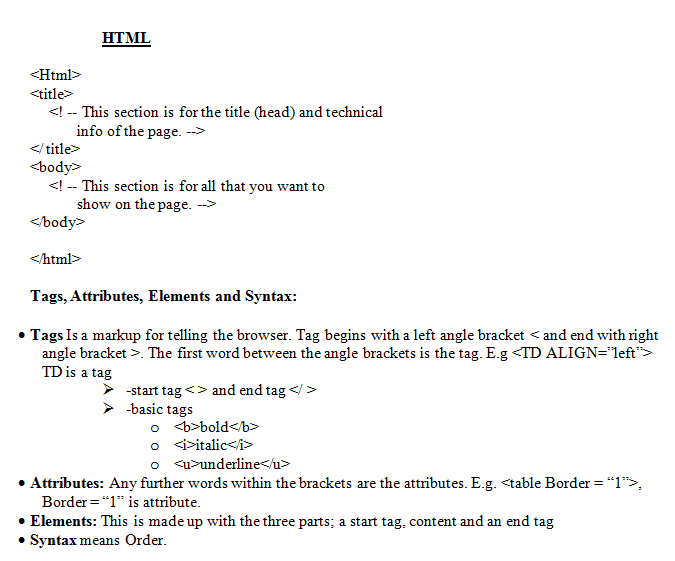 HTML
<Html>
<title>
<! -- This section is for the title (head) and technical
info of the page. -->
</ title>
<body>
<! -- This section is for all that you want to
show on the page. -->
</body>
</html>
Tags, Attributes, Elements and Syntax:
• Tags Is a markup for telling the browser. Tag begins with a left angle bracket < and end with right
angle bracket >. The first word between the angle brackets is the tag. E.g <TD ALIGN=”left”>
TD is a tag
➢ -start tag < > and end tag </ >
➢ -basic tags
o <b>bold</b>
o <i>italic</i>
o <u>underline</u>
• Attributes: Any further words within the brackets are the attributes. E.g. <table Border = “1”>,
Border = “1” is attribute.
• Elements: This is made up with the three parts; a start tag, content and an end tag
• Syntax means Order.